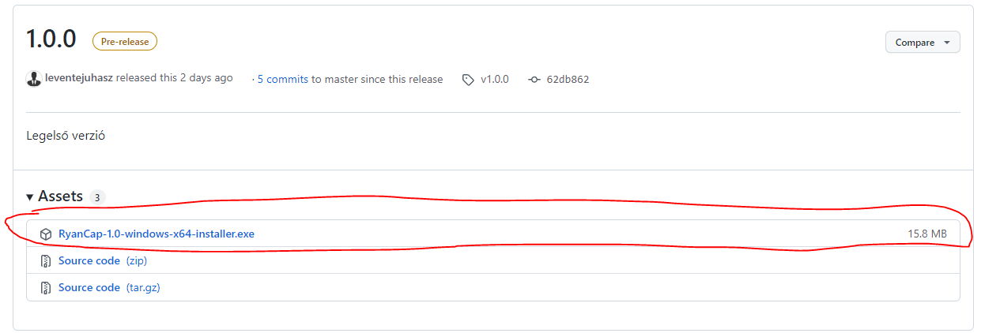 1.0.0 Pre-release Compare
leventejuhasz released this 2 days ago · 5 commits to master since this release v1.0.0 62db862
Legelső verzió
Assets 3
RyanCap-1.0-windows-x64-installer.exe 15.8 MB
Source code (zip)
Source code (tar.gz)